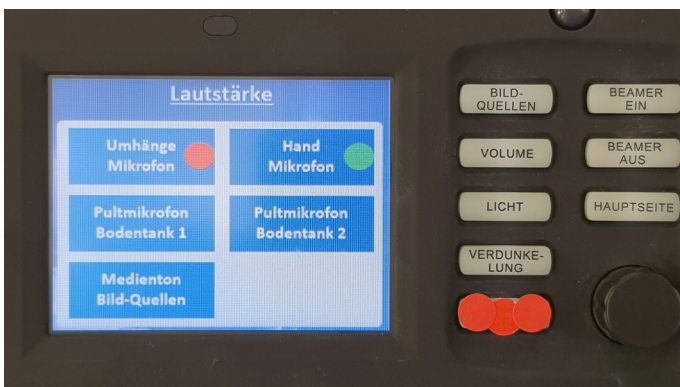 Lautstärke
Umhänge
Mikrofon
Hand
Mikrofon
Pultmikrofon
Bodentank 1
Pultmikrofon
Bodentank 2
Medienton
Bild-Quellen
BILD-
QUELLEN
BEAMER
EIN
VOLUME
BEAMER
AUS
LICHT
HAUPTSEITE
VERDUNKE-
LUNG